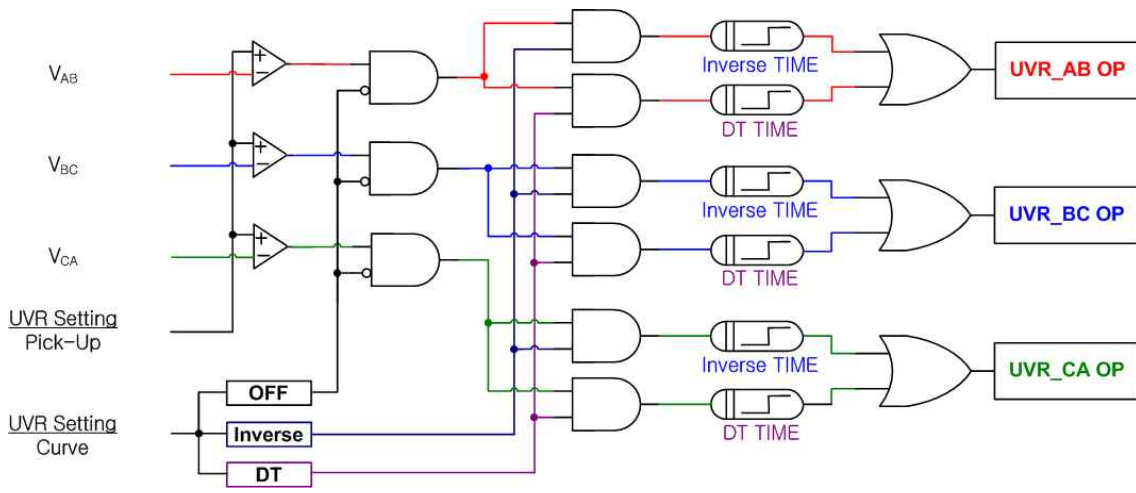 V_AB
+
−
Inverse TIME
DT TIME
UVR_AB OP
V_BC
+
−
Inverse TIME
DT TIME
UVR_BC OP
V_CA
+
−
Inverse TIME
DT TIME
UVR_CA OP
UVR Setting
Pick-Up
UVR Setting
Curve
OFF
Inverse
DT